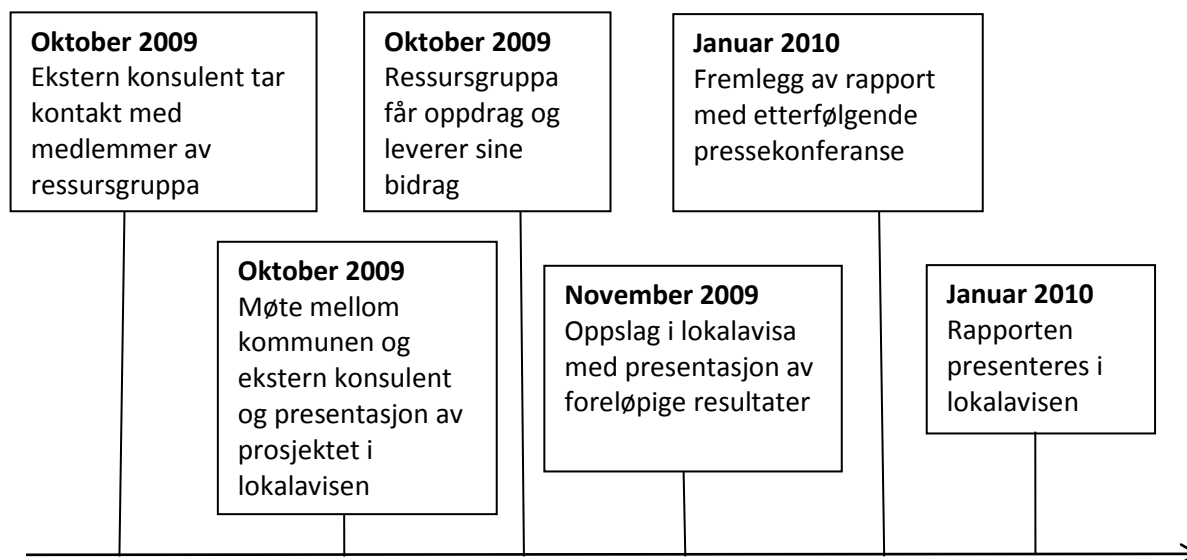 Oktober 2009
Ekstern konsulent tar
kontakt med
medlemmer av
ressursgruppa
Oktober 2009
Møte mellom
kommunen og
ekstern konsulent
og presentasjon av
prosjektet i
lokalavisen
Oktober 2009
Ressursgruppa
får oppdrag og
leverer sine
bidrag
November 2009
Oppslag i lokalavisa
med presentasjon av
foreløpige resultater
Januar 2010
Fremlegg av rapport
med etterfølgende
pressekonferanse
Januar 2010
Rapporten
presenteres i
lokalavisen